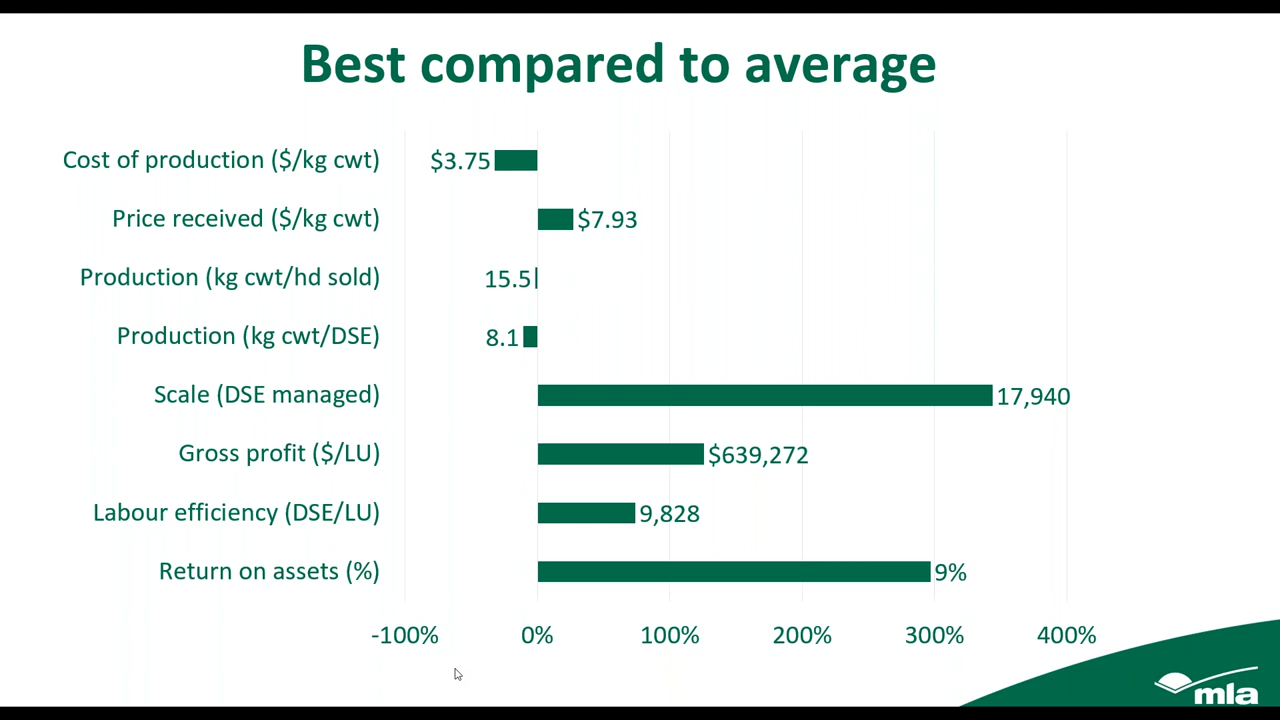 Best compared to average
Cost of production ($/kg cwt)
$3.75
Price received ($/kg cwt)
$7.93
Production (kg cwt/hd sold)
15.5
Production (kg cwt/DSE)
8.1
Scale (DSE managed)
17,940
Gross profit ($/LU)
$639,272
Labour efficiency (DSE/LU)
9,828
Return on assets (%)
9%
-100%
0%
100%
200%
300%
400%
mla